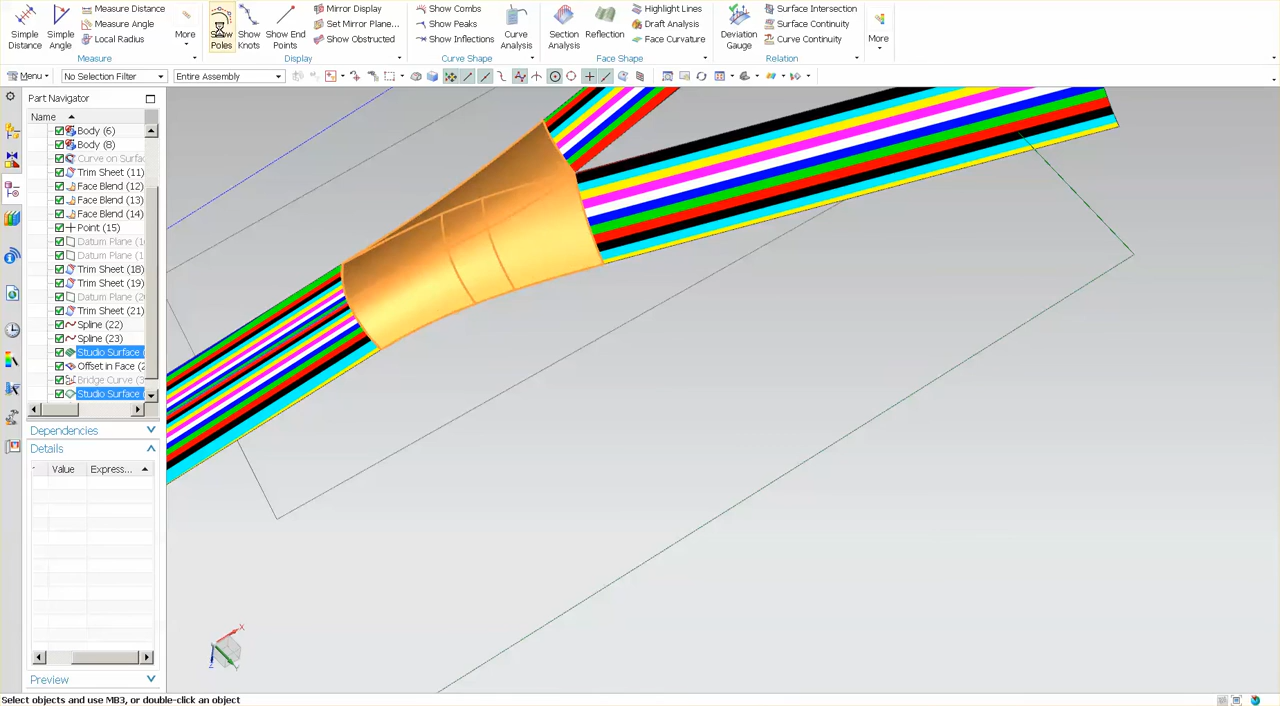 Simple Distance
Simple Angle
Measure Distance
Measure Angle
Local Radius
More
Measure
Show Poles
Show Knots
Show End Points
Mirror Display
Set Mirror Plane...
Show Obstructed
Display
Show Combs
Show Peaks
Show Inflections
Curve Analysis
Curve Shape
Section Analysis
Reflection
Highlight Lines
Draft Analysis
Face Curvature
Face Shape
Deviation Gauge
Surface Intersection
Surface Continuity
Curve Continuity
Relation
More
Menu
No Selection Filter
Entire Assembly
Part Navigator
Name
Body (6)
Body (8)
Curve on Surfa
Trim Sheet (11)
Face Blend (12)
Face Blend (13)
Face Blend (14)
Point (15)
Datum Plane (1
Datum Plane (1
Trim Sheet (18)
Trim Sheet (19)
Datum Plane (2
Trim Sheet (21)
Spline (22)
Spline (23)
Studio Surface (
Offset in Face (2
Bridge Curve (3
Studio Surface (
Dependencies
Details
Value
Express...
Preview
X
Y
Z
Select objects and use MB3, or double-click an object